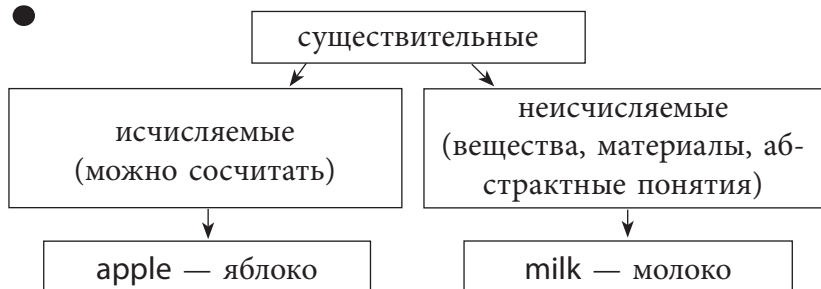 существительные
исчисляемые
(можно сосчитать)
неисчисляемые
(вещества, материалы, аб-
страктные понятия)
apple — яблоко
milk — молоко